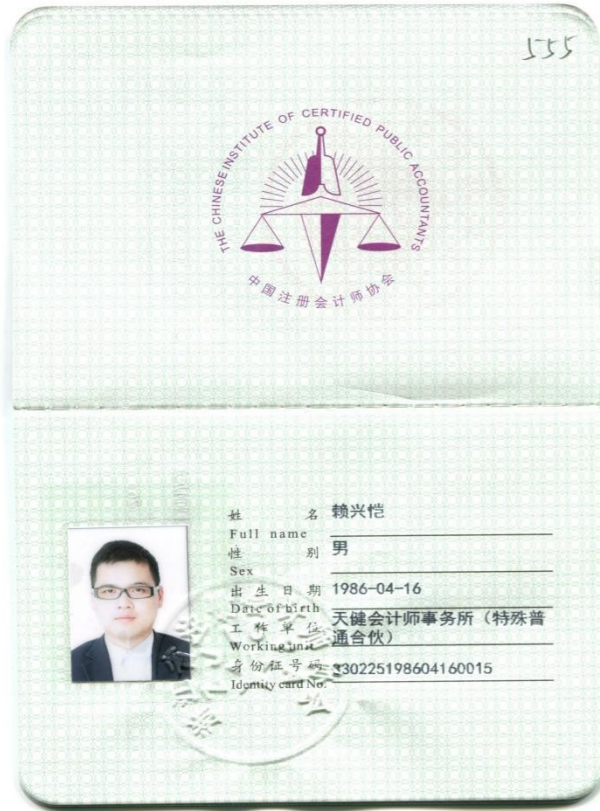 555
THE CHINESE INSTITUTE OF CERTIFIED PUBLIC ACCOUNTANTS
中国注册会计师协会
姓 名 赖兴恺
Full name
性 别 男
Sex
出 生 日 期 1986-04-16
Date of birth
工 作 单 位 天健会计师事务所（特殊普
通合伙）
Working unit
身份证号码 330225198604160015
Identity card No.